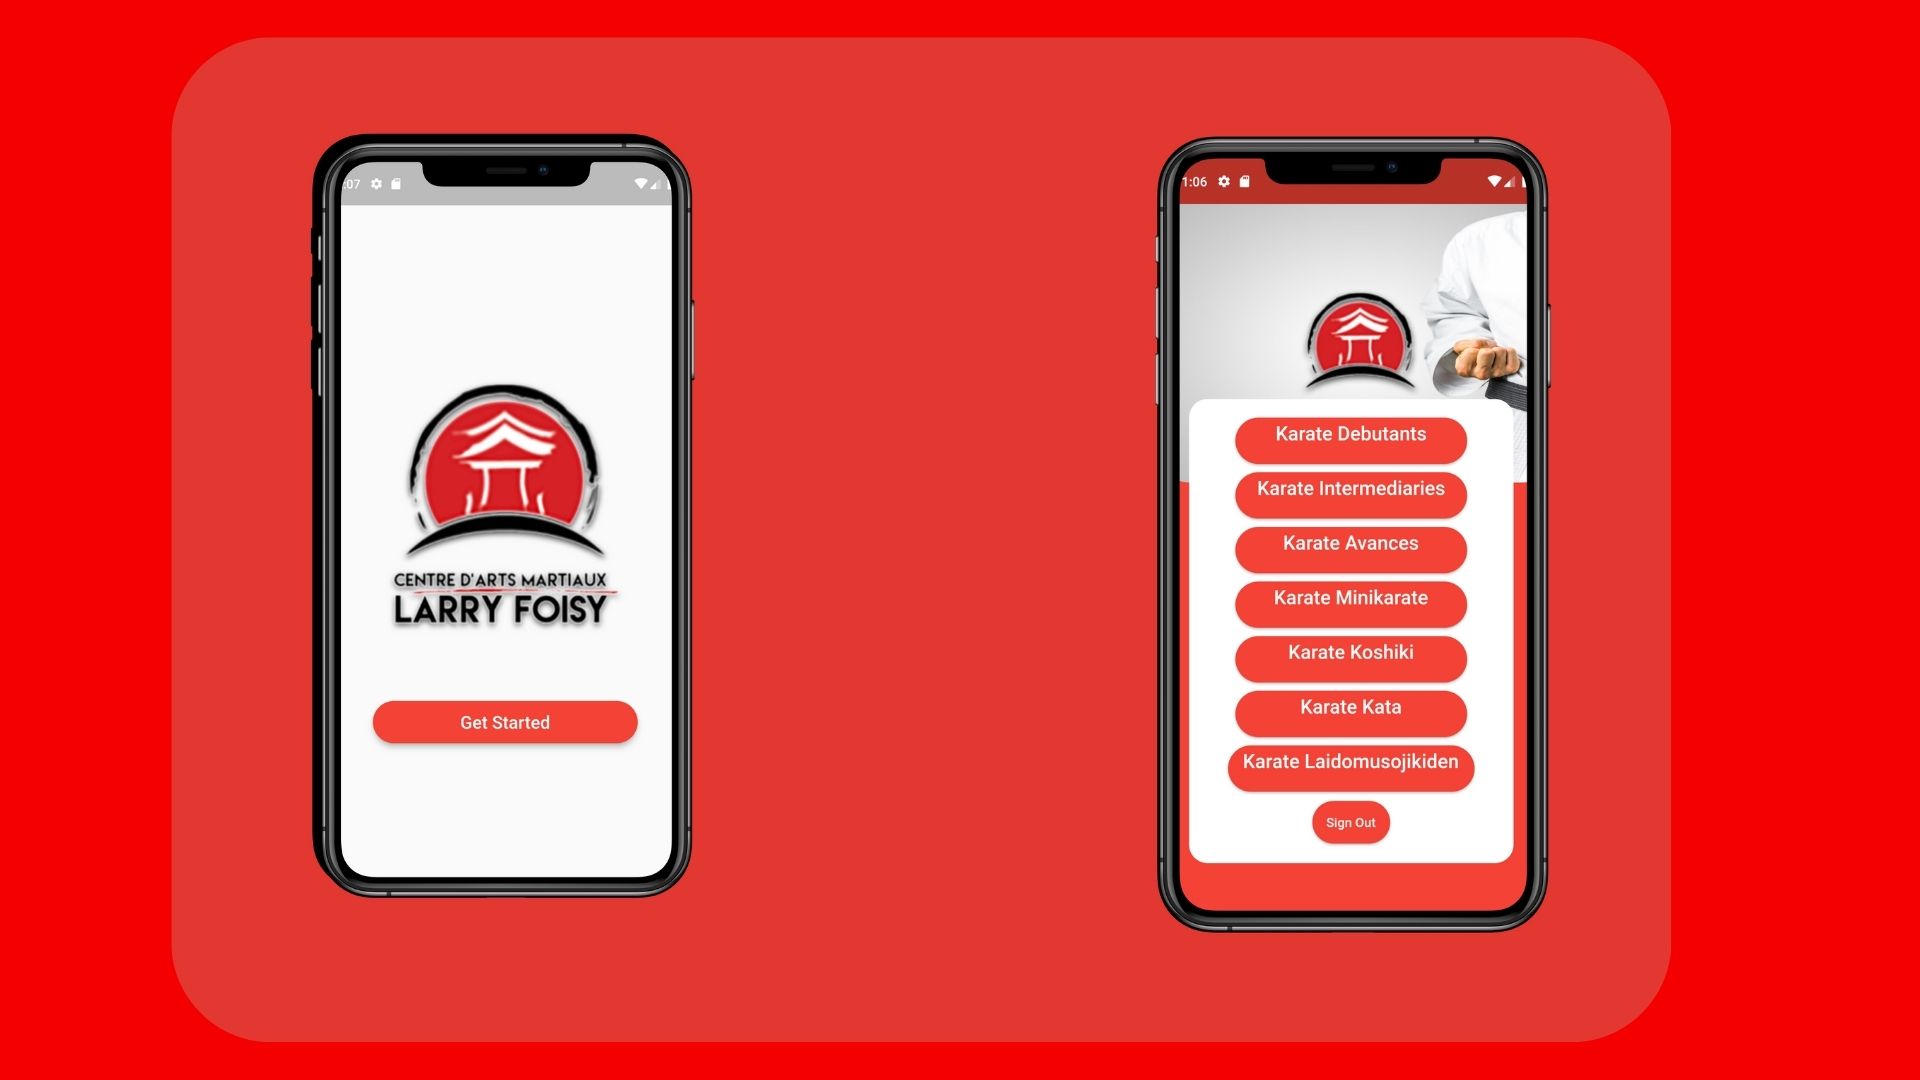 :07
CENTRE D'ARTS MARTIAUX
LARRY FOISY
Get Started
1:06
Karate Debutants
Karate Intermediaries
Karate Avances
Karate Minikarate
Karate Koshiki
Karate Kata
Karate Laidomusojikiden
Sign Out